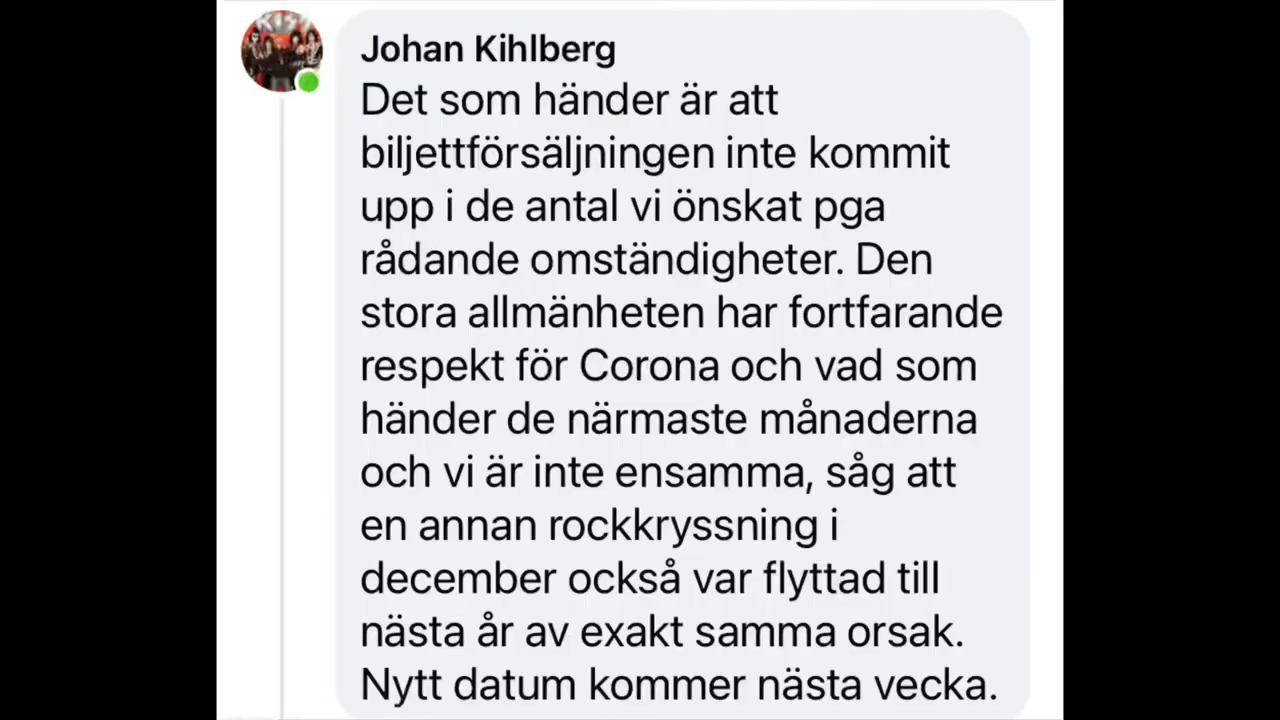 Johan Kihlberg
Det som händer är att
biljettförsäljningen inte kommit
upp i de antal vi önskat pga
rådande omständigheter. Den
stora allmänheten har fortfarande
respekt för Corona och vad som
händer de närmaste månaderna
och vi är inte ensamma, såg att
en annan rockkryssning i
december också var flyttad till
nästa år av exakt samma orsak.
Nytt datum kommer nästa vecka.